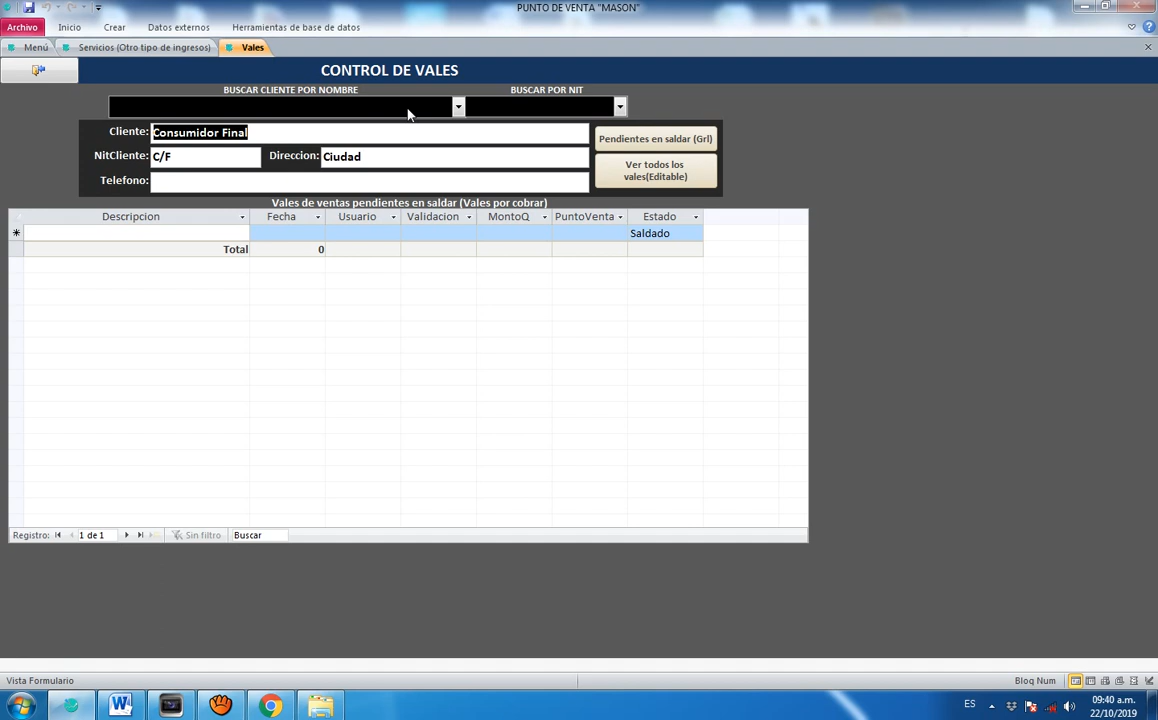 PUNTO DE VENTA "MASON"
Archivo Inicio Crear Datos externos Herramientas de base de datos
Menú Servicios (Otro tipo de ingresos) Vales
CONTROL DE VALES
BUSCAR CLIENTE POR NOMBRE BUSCAR POR NIT
Cliente: Consumidor Final Pendientes en saldar (Grl)
NitCliente: C/F Direccion: Ciudad Ver todos los
vales(Editable)
Telefono:
Vales de ventas pendientes en saldar (Vales por cobrar)
Descripcion Fecha Usuario Validacion MontoQ PuntoVenta Estado
Saldado
Total 0
Registro: 1 de 1 Sin filtro Buscar
Vista Formulario Bloq Num
ES 09:40 a.m.
22/10/2019